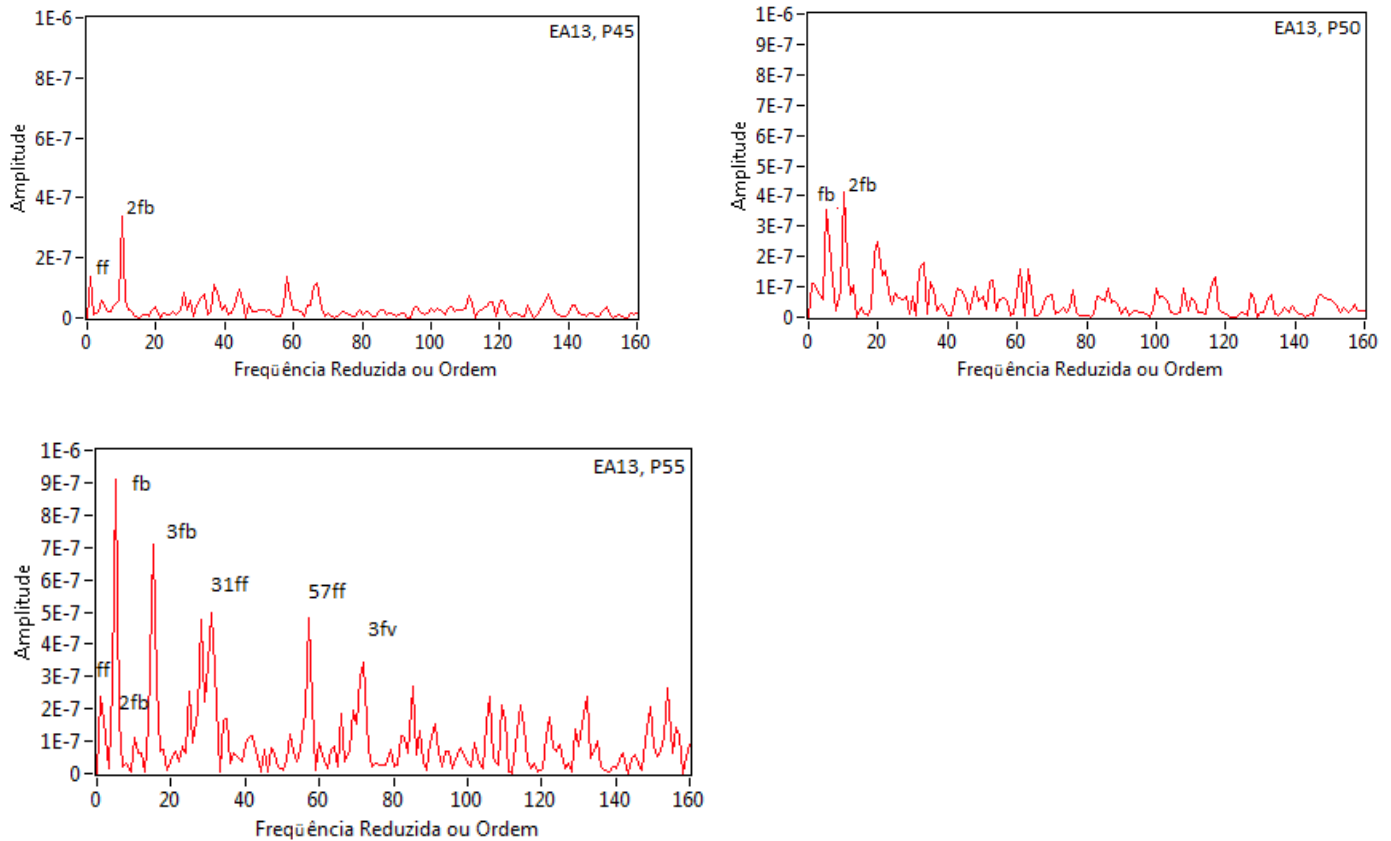 EA13, P45
1E-6
8E-7
6E-7
4E-7
2E-7
0
Amplitude
ff
2fb
0 20 40 60 80 100 120 140 160
Freqüência Reduzida ou Ordem
EA13, P50
1E-6
9E-7
8E-7
7E-7
6E-7
5E-7
4E-7
3E-7
2E-7
1E-7
0
Amplitude
fb 2fb
0 20 40 60 80 100 120 140 160
Freqüência Reduzida ou Ordem
EA13, P55
1E-6
9E-7
8E-7
7E-7
6E-7
5E-7
4E-7
3E-7
2E-7
1E-7
0
Amplitude
fb
3fb
31ff
57ff
3fv
ff
2fb
0 20 40 60 80 100 120 140 160
Freqüência Reduzida ou Ordem